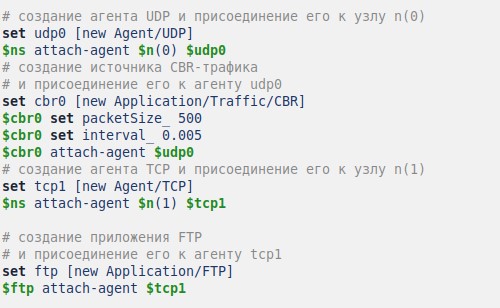 # создание агента UDP и присоединение его к узлу n(0)
set udp0 [new Agent/UDP]
$ns attach-agent $n(0) $udp0
# создание источника CBR-трафика
# и присоединение его к агенту udp0
set cbr0 [new Application/Traffic/CBR]
$cbr0 set packetSize_ 500
$cbr0 set interval_ 0.005
$cbr0 attach-agent $udp0
# создание агента TCP и присоединение его к узлу n(1)
set tcp1 [new Agent/TCP]
$ns attach-agent $n(1) $tcp1
# создание приложения FTP
# и присоединение его к агенту tcp1
set ftp [new Application/FTP]
$ftp attach-agent $tcp1